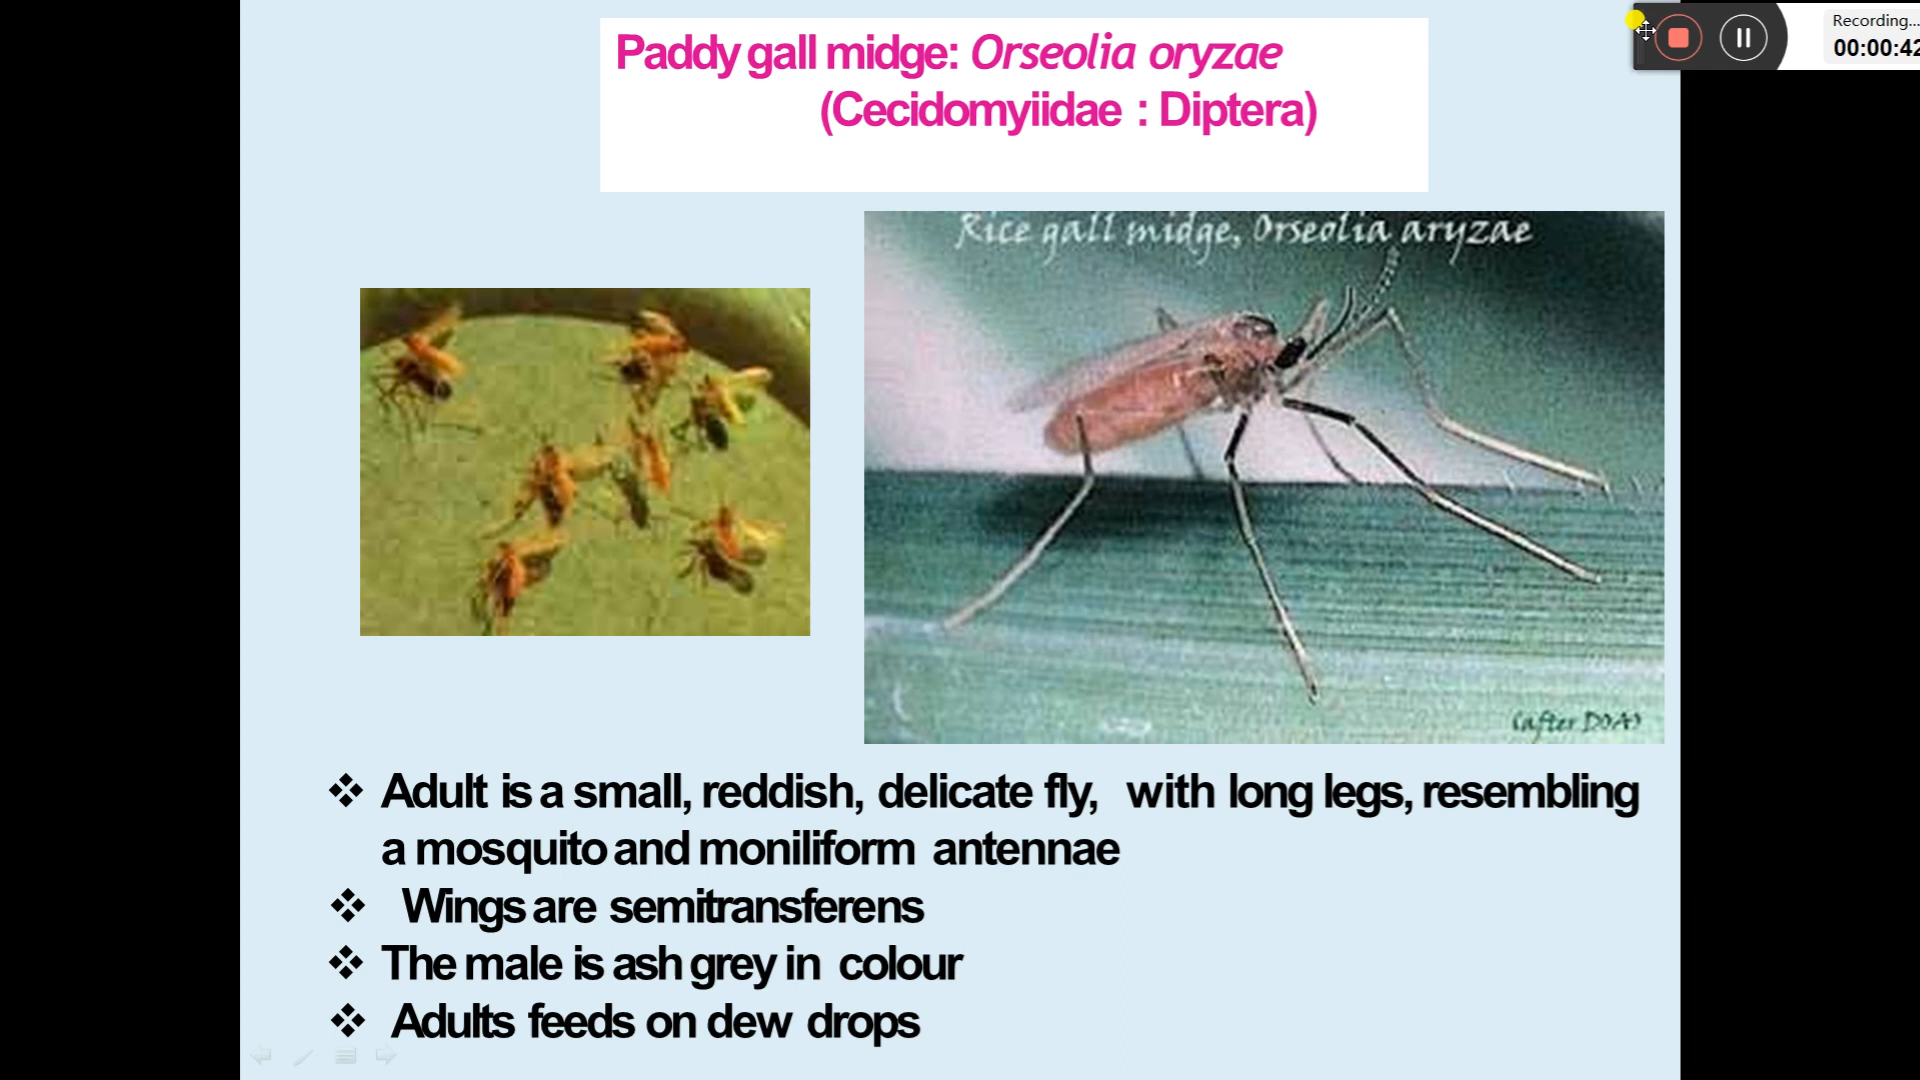 Paddy gall midge: Orseolia oryzae
(Cecidomyiidae : Diptera)
Recording...
00:00:42
Rice gall midge, Orseolia aryzae
(after DOA)
❖ Adult is a small, reddish, delicate fly, with long legs, resembling
a mosquito and moniliform antennae
❖ Wings are semitransferens
❖ The male is ash grey in colour
❖ Adults feeds on dew drops